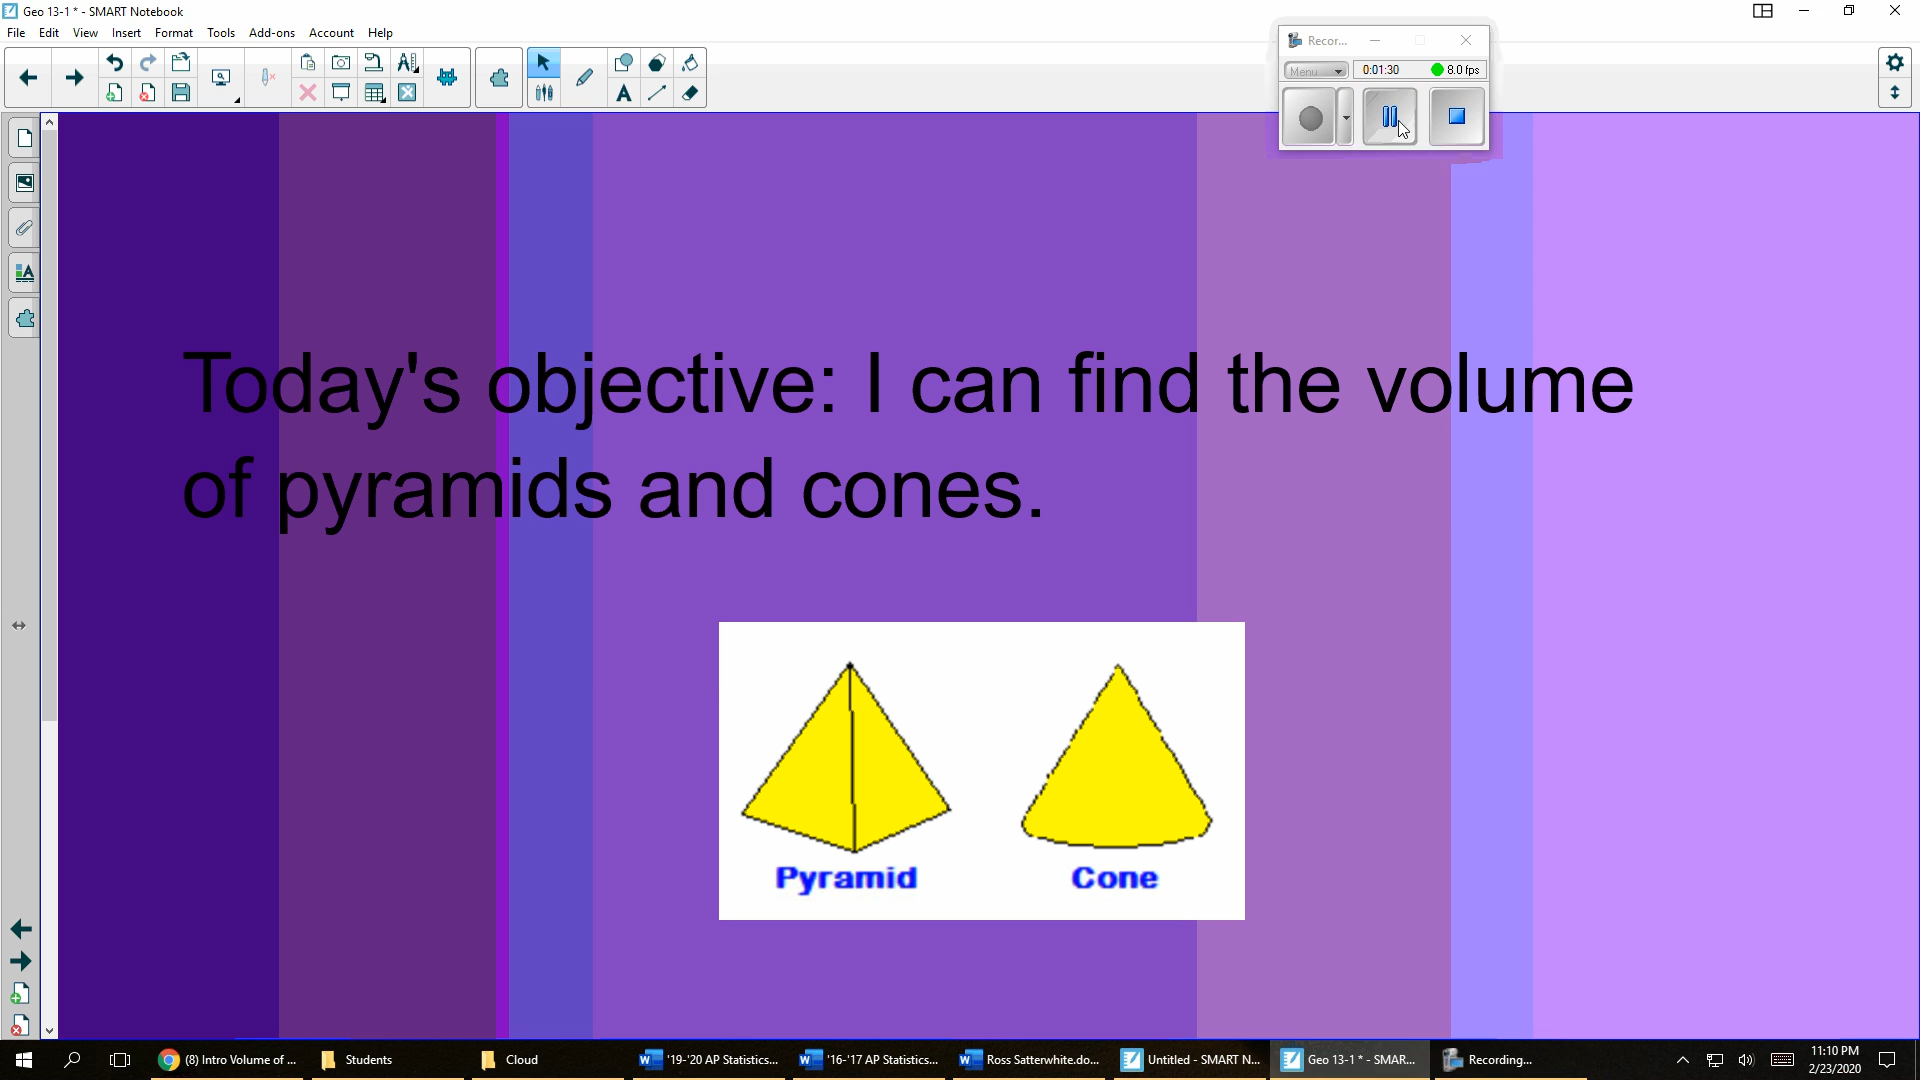 Geo 13-1 * - SMART Notebook
File Edit View Insert Format Tools Add-ons Account Help
Recor...
Menu 0:01:30 8.0 fps
Today's objective: I can find the volume
of pyramids and cones.
Pyramid Cone
(8) Intro Volume of ... Students Cloud '19-'20 AP Statistics... '16-'17 AP Statistics... Ross Satterwhite.do... Untitled - SMART N... Geo 13-1 * - SMAR... Recording...
11:10 PM
2/23/2020